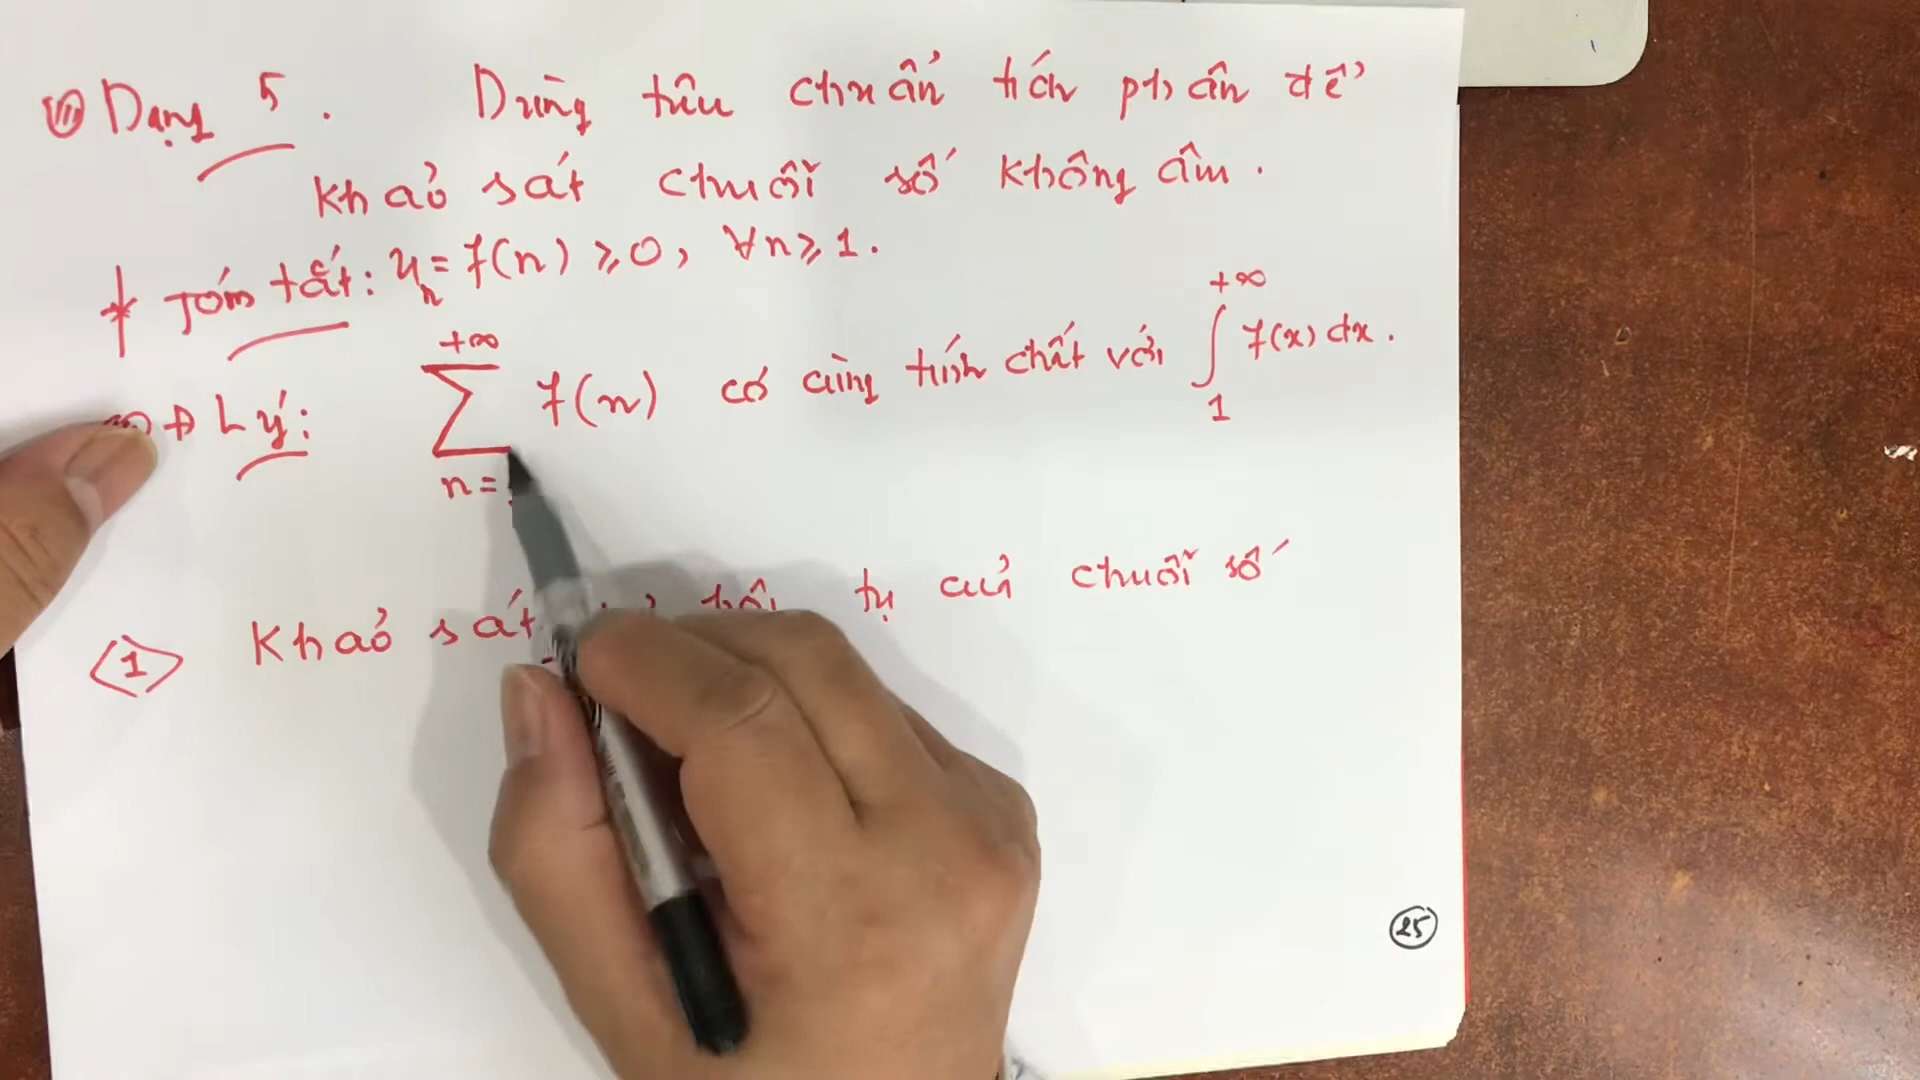 Dạng 5. Dùng tiêu chuẩn tích phân để
khảo sát chuỗi số không âm.
* Tóm tắt: u_n = f(n) ⩾ 0, ∀n ⩾ 1.
+∞ +∞
→ Lý: ∑ f(n) có cùng tính chất với ∫ f(x) dx.
n= 1
<1> Khảo sát hội tụ của chuỗi số
25